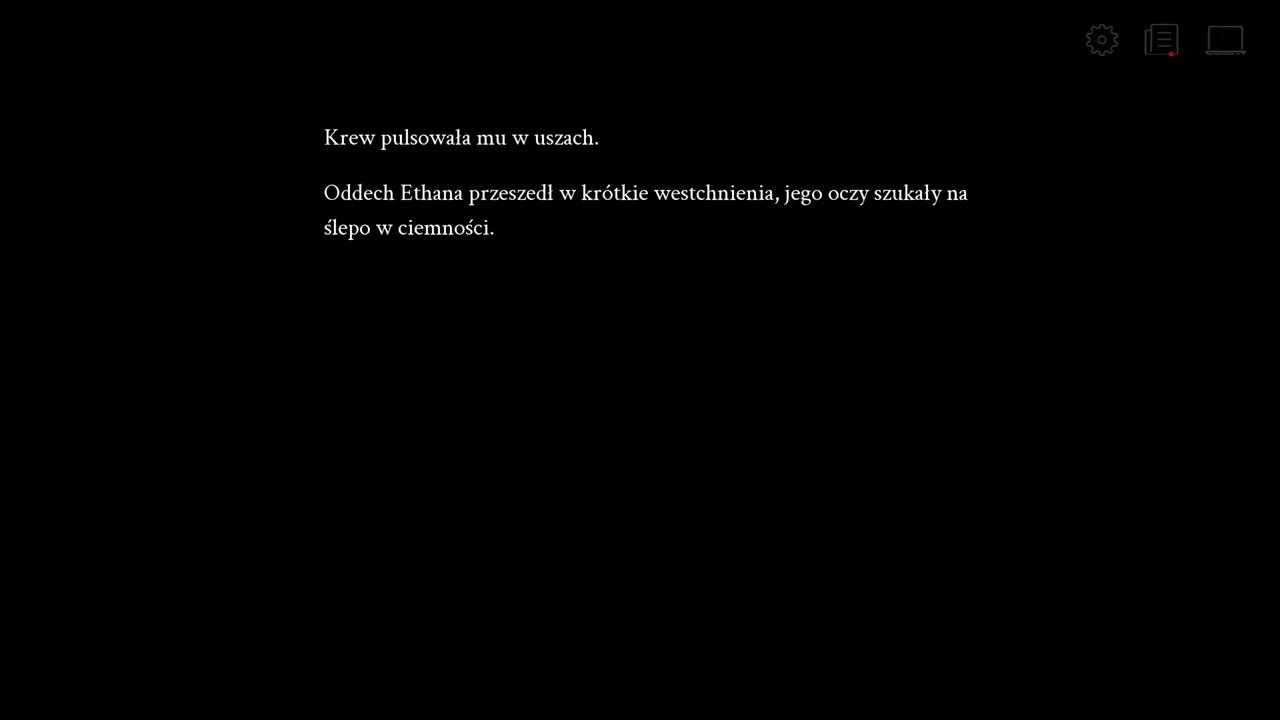 Krew pulsowała mu w uszach.
Oddech Ethana przeszedł w krótkie westchnienia, jego oczy szukały na
ślepo w ciemności.